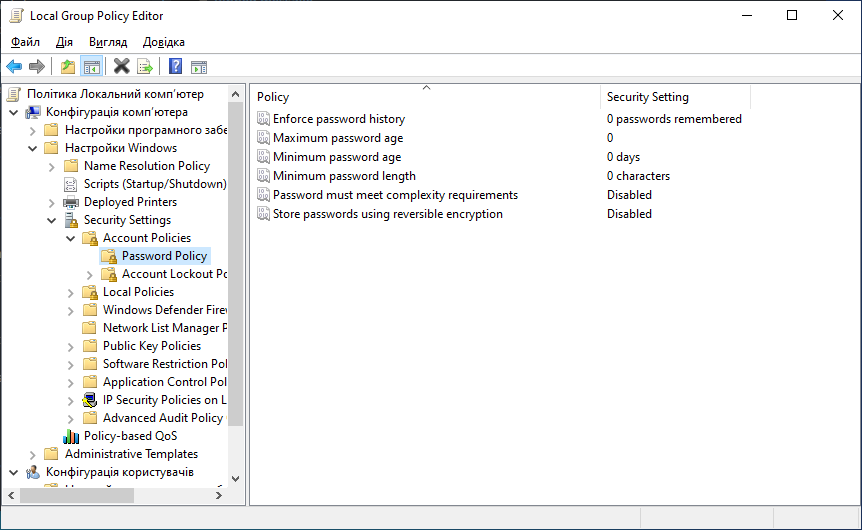 Local Group Policy Editor
Файл Дія Вигляд Довідка
Політика Локальний комп'ютер
Конфігурація комп'ютера
Настройки програмного забе
Настройки Windows
Name Resolution Policy
Scripts (Startup/Shutdown)
Deployed Printers
Security Settings
Account Policies
Password Policy
Account Lockout Po
Local Policies
Windows Defender Firew
Network List Manager P
Public Key Policies
Software Restriction Pol
Application Control Pol
IP Security Policies on L
Advanced Audit Policy
Policy-based QoS
Administrative Templates
Конфігурація користувачів
Policy Security Setting
Enforce password history 0 passwords remembered
Maximum password age 0
Minimum password age 0 days
Minimum password length 0 characters
Password must meet complexity requirements Disabled
Store passwords using reversible encryption Disabled